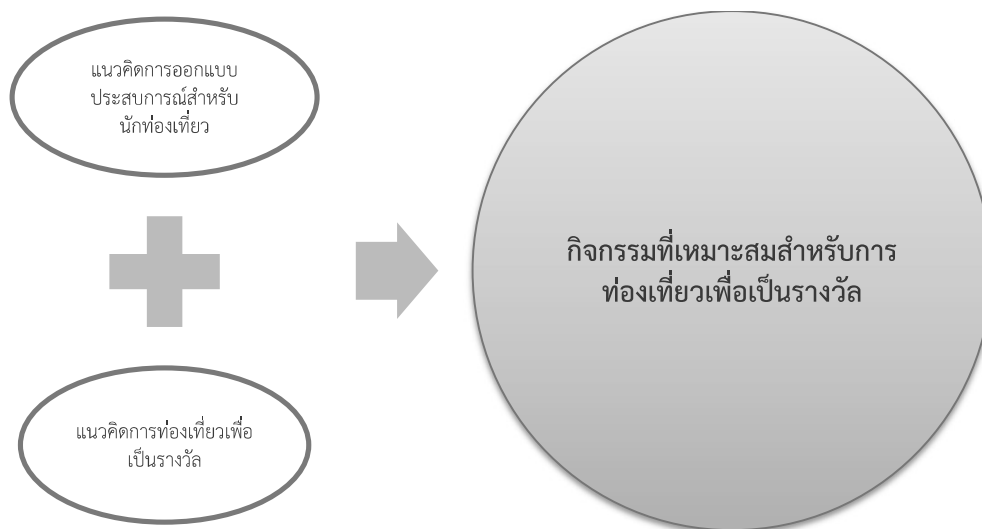 แนวคิดการออกแบบ
ประสบการณ์สำหรับ
นักท่องเที่ยว
แนวคิดการท่องเที่ยวเพื่อ
เป็นรางวัล
กิจกรรมที่เหมาะสมสำหรับการ
ท่องเที่ยวเพื่อเป็นรางวัล